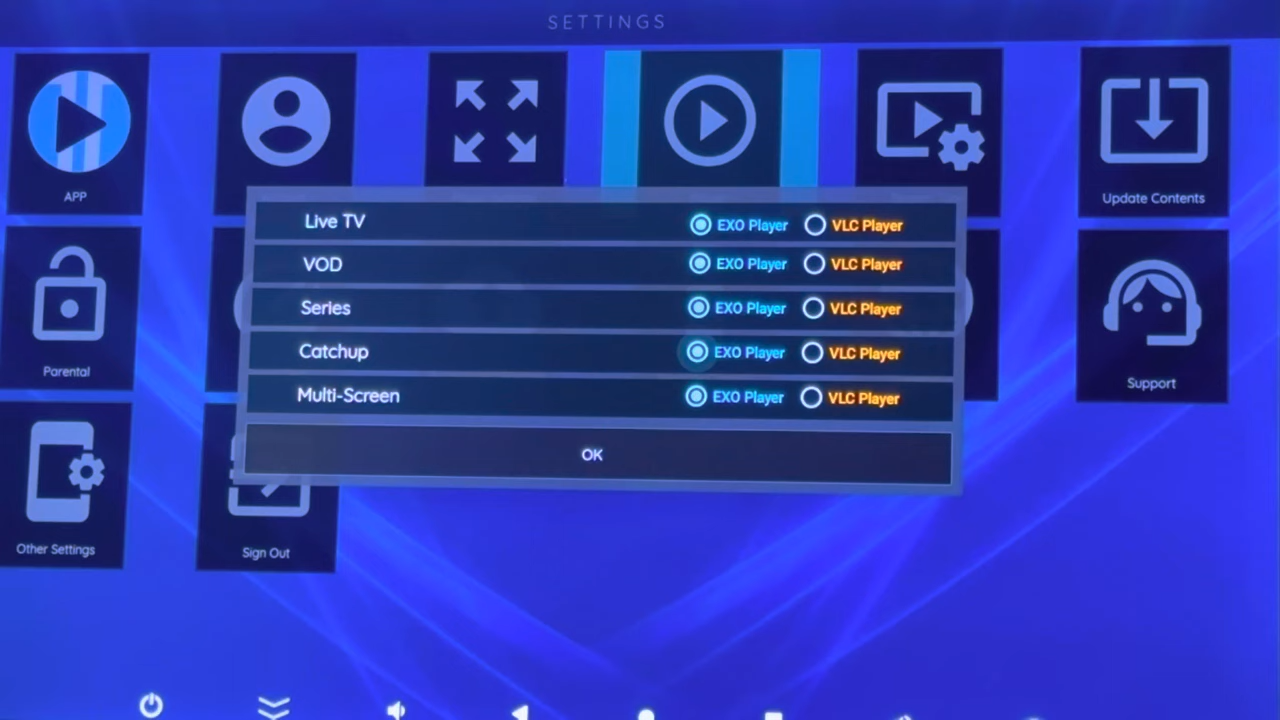 SETTINGS
APP
Update Contents
Live TV EXO Player VLC Player
VOD EXO Player VLC Player
Series EXO Player VLC Player
Catchup EXO Player VLC Player
Multi-Screen EXO Player VLC Player
OK
Parental
Support
Other Settings
Sign Out